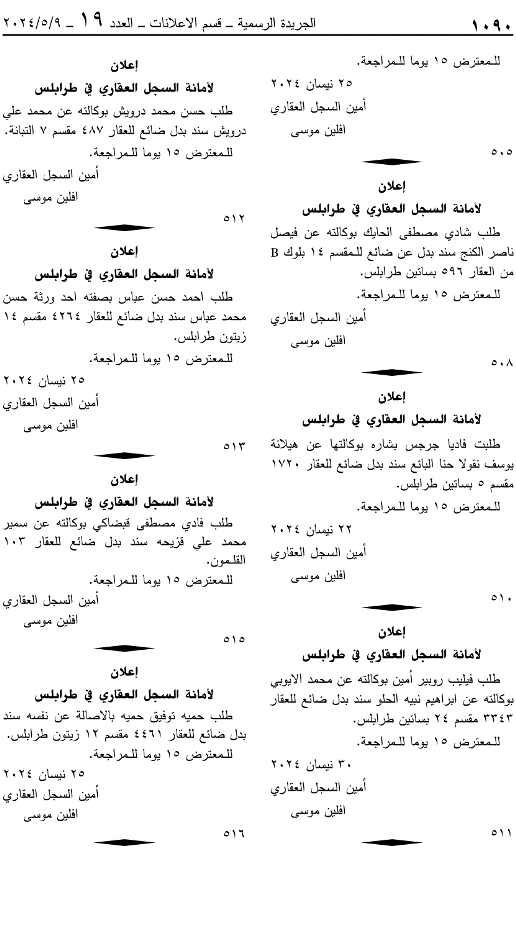 ١٠٩٠
الجريدة الرسمية ـ قسم الاعلانات ـ العدد ١٩ ـ ٢٠٢٤/٥/٩
للمعترض ١٥ يوما للمراجعة.
٢٥ نيسان ٢٠٢٤
أمين السجل العقاري
افلين موسى
٥٠٥
إعلان
لأمانة السجل العقاري في طرابلس
طلب شادي مصطفى الحايك بوكالته عن فيصل
ناصر الكنج سند بدل عن ضائع للمقسم ١٤ بلوك B
من العقار ٥٩٦ بساتين طرابلس.
للمعترض ١٥ يوما للمراجعة.
أمين السجل العقاري
افلين موسى
٥٠٨
إعلان
لأمانة السجل العقاري في طرابلس
طلبت فاديا جرجس بشاره بوكالتها عن هيلانة
يوسف نقولا حنا البائع سند بدل ضائع للعقار ١٧٢٠
مقسم ٥ بساتين طرابلس.
للمعترض ١٥ يوما للمراجعة.
٢٢ نيسان ٢٠٢٤
أمين السجل العقاري
افلين موسى
٥١٠
إعلان
لأمانة السجل العقاري في طرابلس
طلب فيليب روبير أمين بوكالته عن محمد الايوبي
بوكالته عن ابراهيم نبيه الحلو سند بدل ضائع للعقار
٣٣٤٣ مقسم ٢٤ بساتين طرابلس.
للمعترض ١٥ يوما للمراجعة.
٣٠ نيسان ٢٠٢٤
أمين السجل العقاري
افلين موسى
٥١١
إعلان
لأمانة السجل العقاري في طرابلس
طلب حسن محمد درويش بوكالته عن محمد علي
درويش سند بدل ضائع للعقار ٤٨٧ مقسم ٧ التبانة.
للمعترض ١٥ يوما للمراجعة.
أمين السجل العقاري
افلين موسى
٥١٢
إعلان
لأمانة السجل العقاري في طرابلس
طلب احمد حسن عباس بصفته احد ورثة حسن
محمد عباس سند بدل ضائع للعقار ٤٢٦٤ مقسم ١٤
زيتون طرابلس.
للمعترض ١٥ يوما للمراجعة.
٢٥ نيسان ٢٠٢٤
أمين السجل العقاري
افلين موسى
٥١٣
إعلان
لأمانة السجل العقاري في طرابلس
طلب فادي مصطفى قبضاكي بوكالته عن سمير
محمد علي قزيحه سند بدل ضائع للعقار ١٠٣
القلمون.
للمعترض ١٥ يوما للمراجعة.
أمين السجل العقاري
افلين موسى
٥١٥
إعلان
لأمانة السجل العقاري في طرابلس
طلب حميه توفيق حميه بالاصالة عن نفسه سند
بدل ضائع للعقار ٤٤٦١ مقسم ١٢ زيتون طرابلس.
للمعترض ١٥ يوما للمراجعة.
٢٥ نيسان ٢٠٢٤
أمين السجل العقاري
افلين موسى
٥١٦